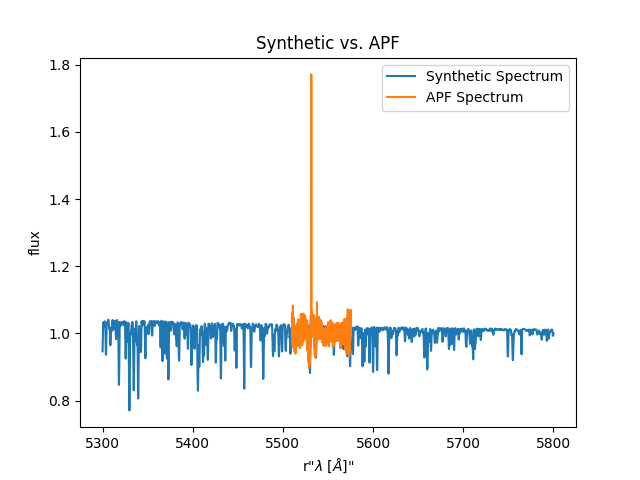 Synthetic vs. APF
Synthetic Spectrum
APF Spectrum
1.8
1.6
1.4
1.2
1.0
0.8
flux
5300 5400 5500 5600 5700 5800
r"λ [Å]"